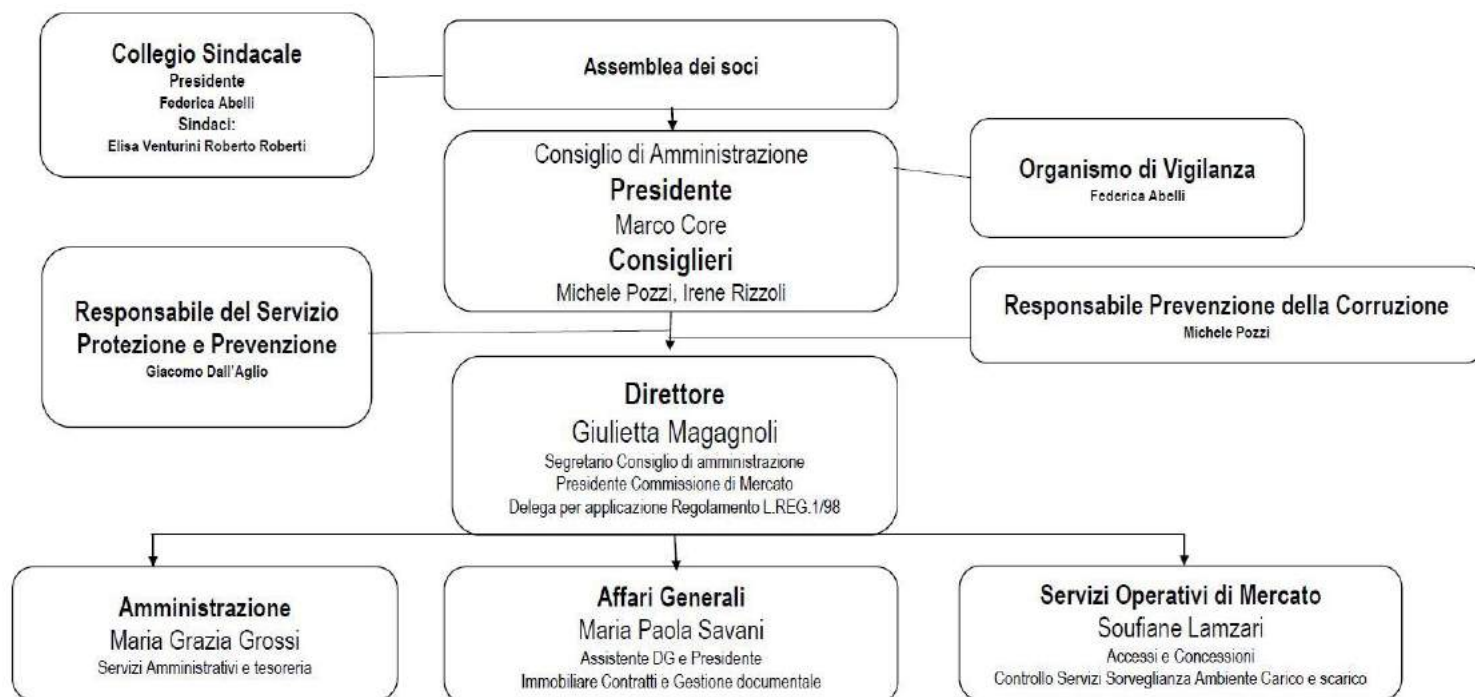 Collegio Sindacale
Presidente
Federica Abelli
Sindaci:
Elisa Venturini Roberto Roberti
Assemblea dei soci
Consiglio di Amministrazione
Presidente
Marco Core
Consiglieri
Michele Pozzi, Irene Rizzoli
Organismo di Vigilanza
Federica Abelli
Responsabile del Servizio
Protezione e Prevenzione
Giacomo Dall'Aglio
Responsabile Prevenzione della Corruzione
Michele Pozzi
Direttore
Giulietta Magagnoli
Segretario Consiglio di amministrazione
Presidente Commissione di Mercato
Delega per applicazione Regolamento L.REG.1/98
Amministrazione
Maria Grazia Grossi
Servizi Amministrativi e tesoreria
Affari Generali
Maria Paola Savani
Assistente DG e Presidente
Immobiliare Contratti e Gestione documentale
Servizi Operativi di Mercato
Soufiane Lamzari
Accessi e Concessioni
Controllo Servizi Sorveglianza Ambiente Carico e scarico